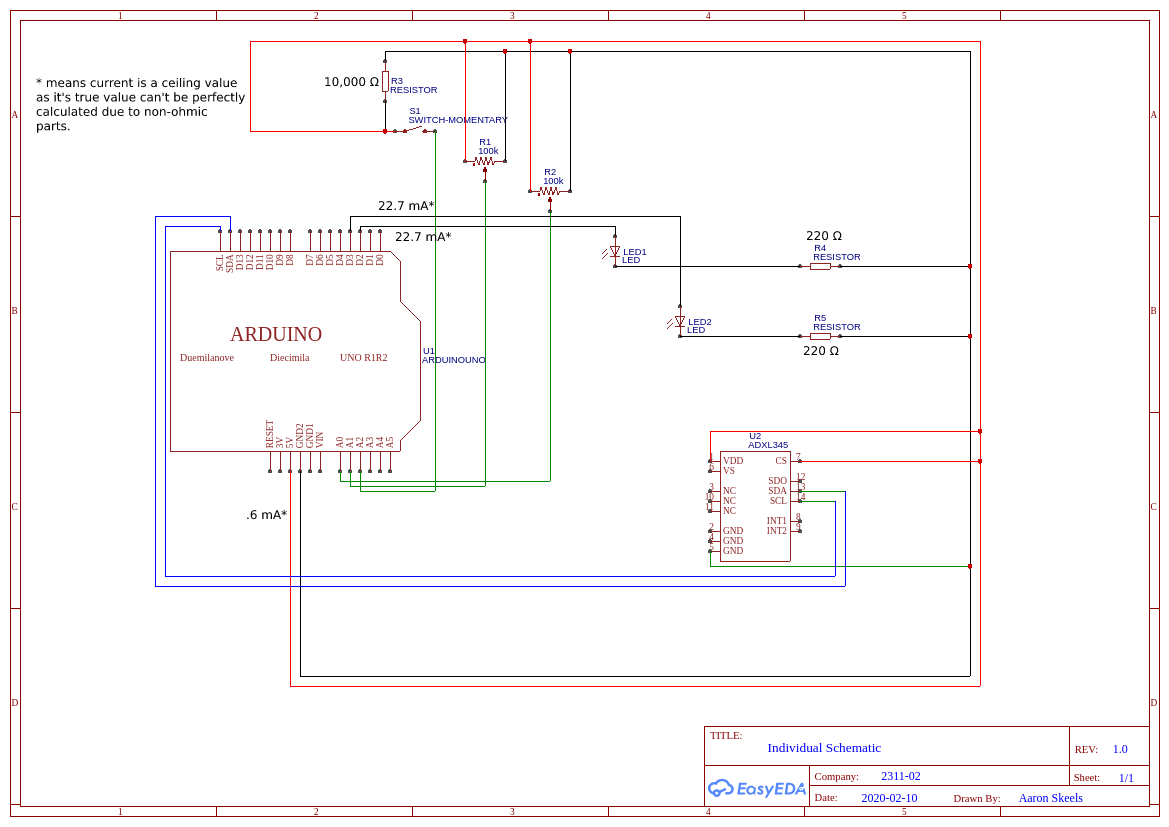 1 2 3 4 5
A A
B B
C C
D D
* means current is a ceiling value
as it's true value can't be perfectly
calculated due to non-ohmic
parts.
10,000 Ω
R3
RESISTOR
S1
SWITCH-MOMENTARY
R1
100k
R2
100k
22.7 mA*
22.7 mA*
SCL SDA D13 D12 D11 D10 D9 D8 D7 D6 D5 D4 D3 D2 D1 D0
LED1
LED
220 Ω
R4
RESISTOR
LED2
LED
R5
RESISTOR
220 Ω
ARDUINO
Duemilanove Diecimila UNO R1R2
U1
ARDUINOUNO
RESET 3V 5V GND2 GND1 VIN A0 A1 A2 A3 A4 A5
.6 mA*
U2
ADXL345
VDD CS 7
6 VS
SDO 12
3 NC SDA 13
10 NC SCL 14
11 NC
INT1 8
2 GND INT2 9
4 GND
5 GND
TITLE:
Individual Schematic
REV: 1.0
EasyEDA
Company: 2311-02
Sheet: 1/1
Date: 2020-02-10 Drawn By: Aaron Skeels
1 2 3 4 5